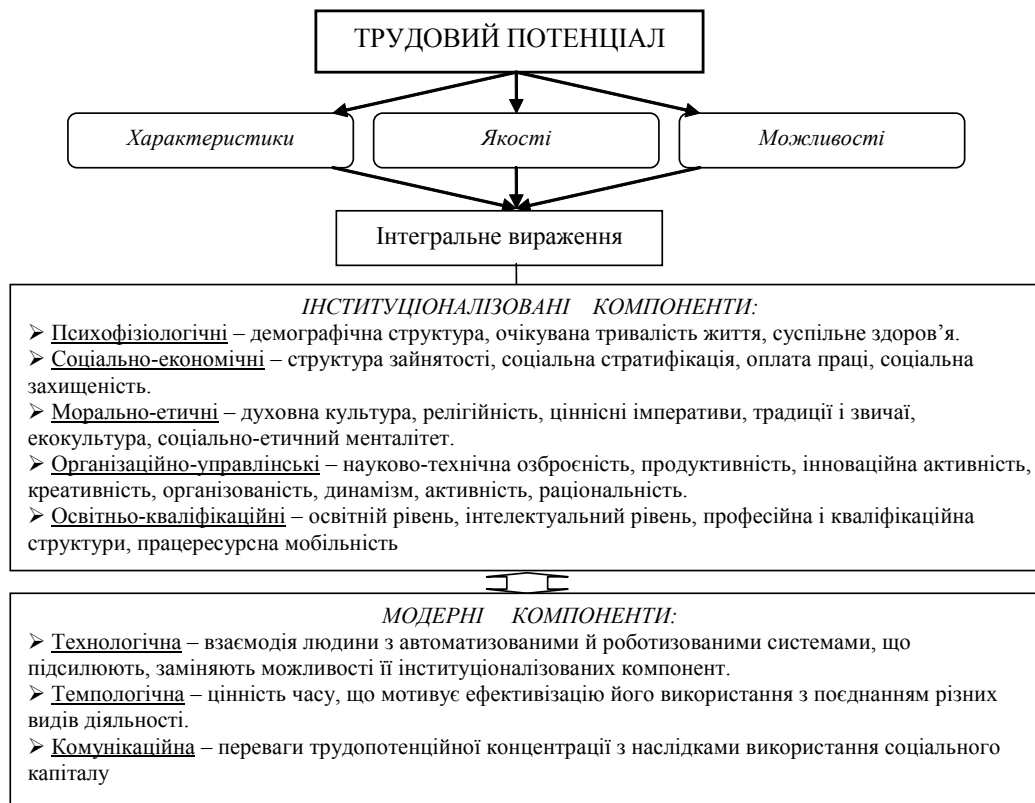 ТРУДОВИЙ ПОТЕНЦІАЛ
Характеристики
Якості
Можливості
Інтегральне вираження
ІНСТИТУЦІОНАЛІЗОВАНІ КОМПОНЕНТИ:
➢ Психофізіологічні – демографічна структура, очікувана тривалість життя, суспільне здоров’я.
➢ Соціально-економічні – структура зайнятості, соціальна стратифікація, оплата праці, соціальна
захищеність.
➢ Морально-етичні – духовна культура, релігійність, ціннісні імперативи, традиції і звичаї,
екокультура, соціально-етичний менталітет.
➢ Організаційно-управлінські – науково-технічна озброєність, продуктивність, інноваційна активність,
креативність, організованість, динамізм, активність, раціональність.
➢ Освітньо-кваліфікаційні – освітній рівень, інтелектуальний рівень, професійна і кваліфікаційна
структури, працересурсна мобільність
МОДЕРНІ КОМПОНЕНТИ:
➢ Технологічна – взаємодія людини з автоматизованими й роботизованими системами, що
підсилюють, заміняють можливості її інституціоналізованих компонент.
➢ Темпологічна – цінність часу, що мотивує ефективізацію його використання з поєднанням різних
видів діяльності.
➢ Комунікаційна – переваги трудопотенційної концентрації з наслідками використання соціального
капіталу